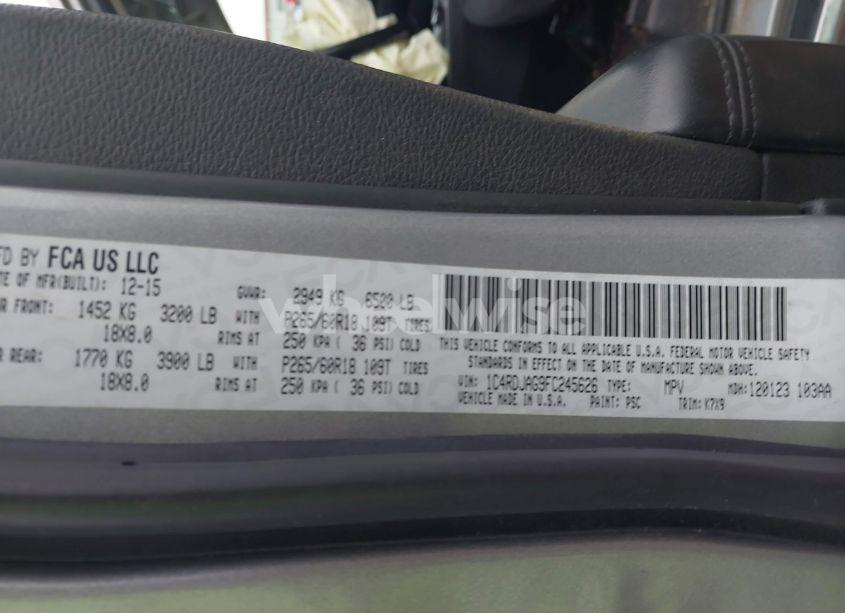 FD BY FCA US LLC
ATE OF MFR(BUILT): 12-15 GVWR: 2949 KG 6520 LB
R FRONT: 1452 KG 3200 LB WITH P265/60R18 109T TIRES
18X8.0 RIMS AT 250 KPA ( 36 PSI) COLD
R REAR: 1770 KG 3900 LB WITH P265/60R18 109T TIRES
18X8.0 RIMS AT 250 KPA ( 36 PSI) COLD
THIS VEHICLE CONFORMS TO ALL APPLICABLE U.S.A. FEDERAL MOTOR VEHICLE SAFETY
STANDARDS IN EFFECT ON THE DATE OF MANUFACTURE SHOWN ABOVE.
VIN: 1C4RDJAG9FC245626 TYPE: MPV MDH: 120123 103AA
VEHICLE MADE IN U.S.A. PAINT: PSC TRIM: K7X9